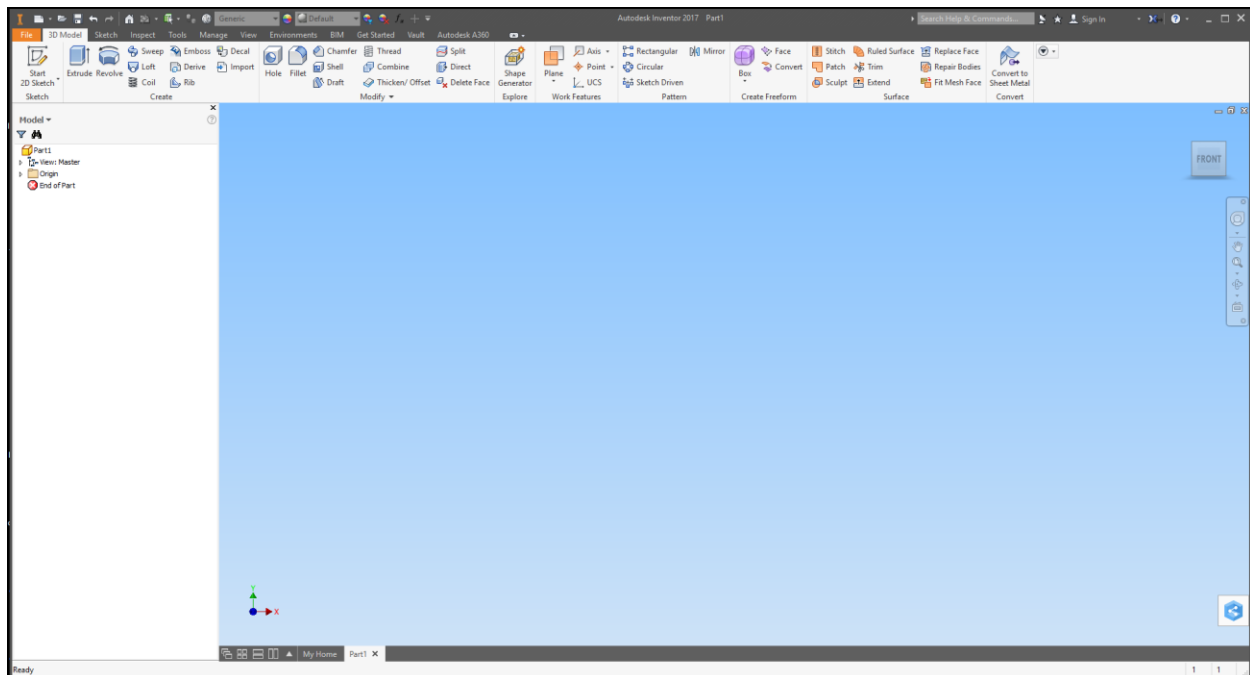 Generic Default Autodesk Inventor 2017 Part1 Search Help & Commands... Sign In
File 3D Model Sketch Inspect Tools Manage View Environments BIM Get Started Vault Autodesk A360
Sweep Emboss Decal Chamfer Thread Split Axis Rectangular Mirror Face Stitch Ruled Surface Replace Face
Start 2D Sketch Extrude Revolve Loft Derive Import Hole Fillet Shell Combine Direct Shape Generator Plane Point Circular Box Convert Patch Trim Repair Bodies Convert to Sheet Metal
Coil Rib Draft Thicken/ Offset Delete Face UCS Sketch Driven Sculpt Extend Fit Mesh Face
Sketch Create Modify Explore Work Features Pattern Create Freeform Surface Convert
Model
Part1
View: Master
Origin
End of Part
FRONT
Y
X
My Home Part1
Ready 1 1